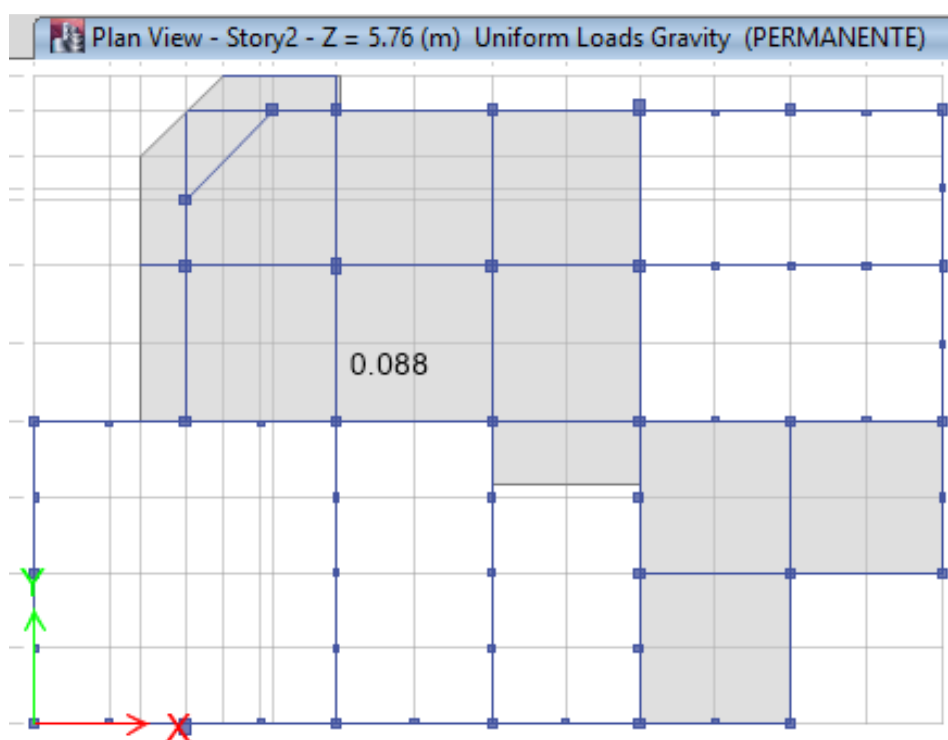 Plan View - Story2 - Z = 5.76 (m) Uniform Loads Gravity (PERMANENTE)
0.088
Y
X